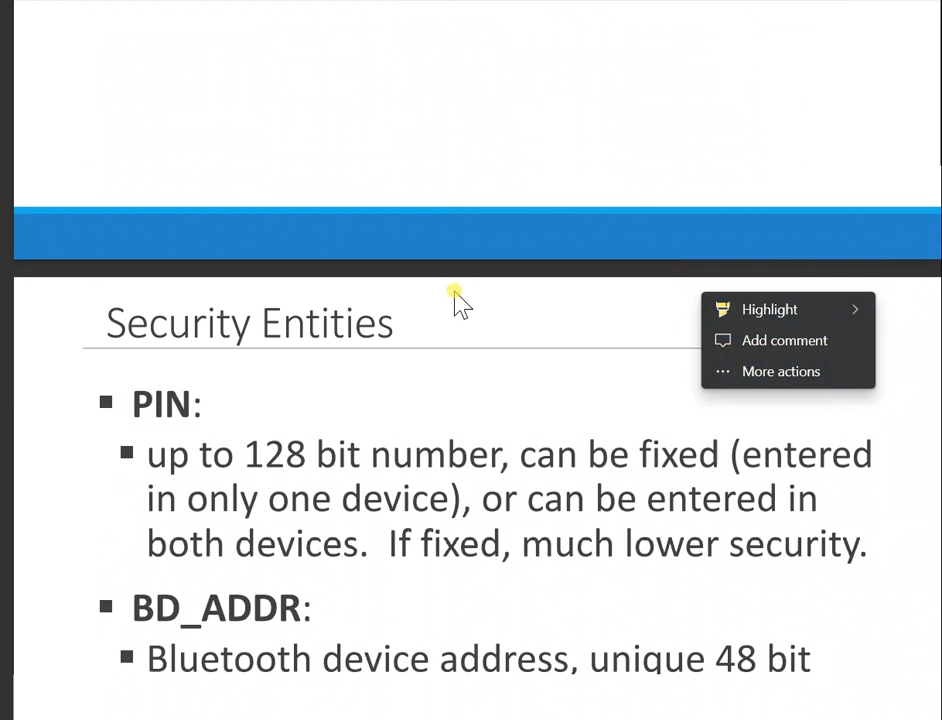 Security Entities
Highlight
Add comment
More actions
PIN:
up to 128 bit number, can be fixed (entered
in only one device), or can be entered in
both devices.  If fixed, much lower security.
BD_ADDR:
Bluetooth device address, unique 48 bit